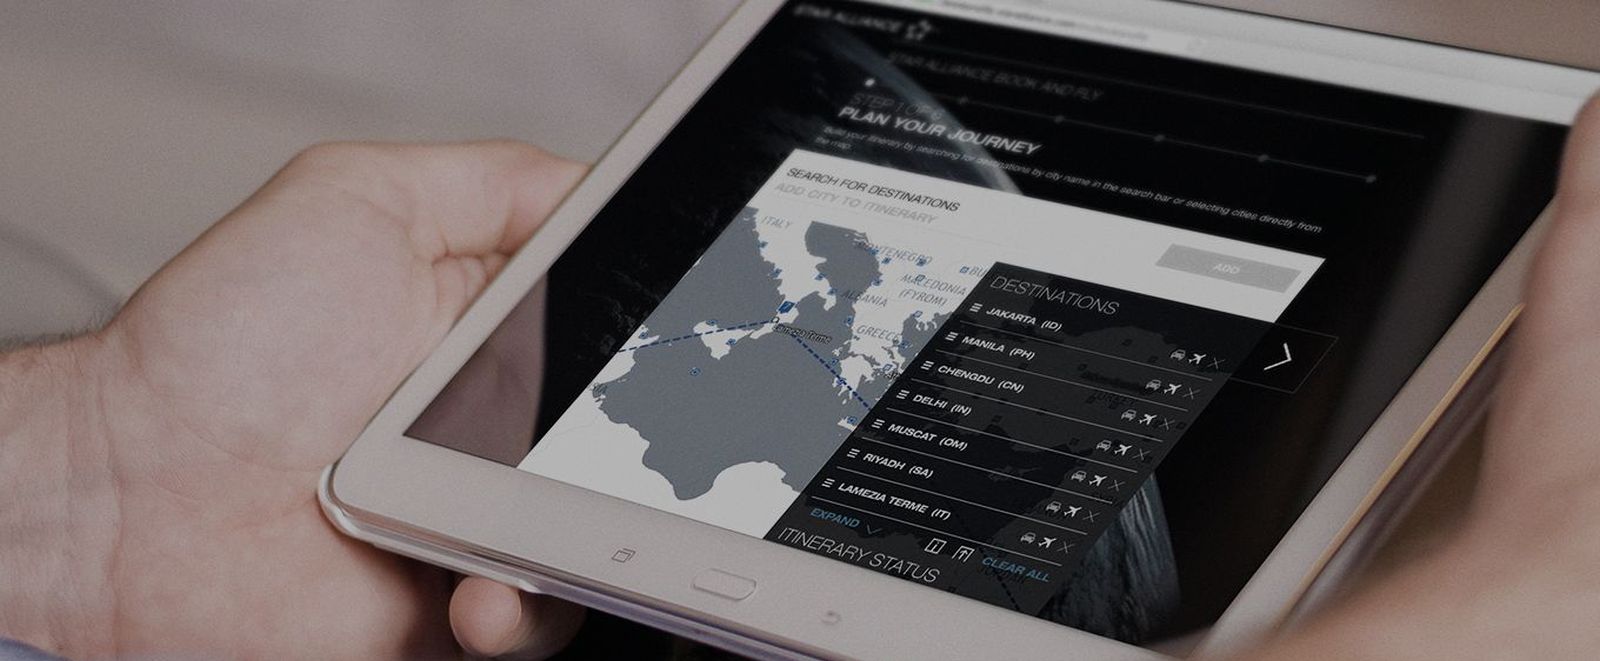 STAR ALLIANCE
STAR ALLIANCE BOOK AND FLY
STEP 1 OF 6
PLAN YOUR JOURNEY
Build your itinerary by searching for destinations by city name in the search bar or selecting cities directly from
the map.
SEARCH FOR DESTINATIONS
ADD CITY TO ITINERARY
ADD
ITALY
MONTENEGRO
MACEDONIA
(FYROM)
ALBANIA
GREECE
Lamezia Terme
DESTINATIONS
JAKARTA (ID)
MANILA (PH)
CHENGDU (CN)
DELHI (IN)
MUSCAT (OM)
RIYADH (SA)
LAMEZIA TERME (IT)
EXPAND
CLEAR ALL
ITINERARY STATUS